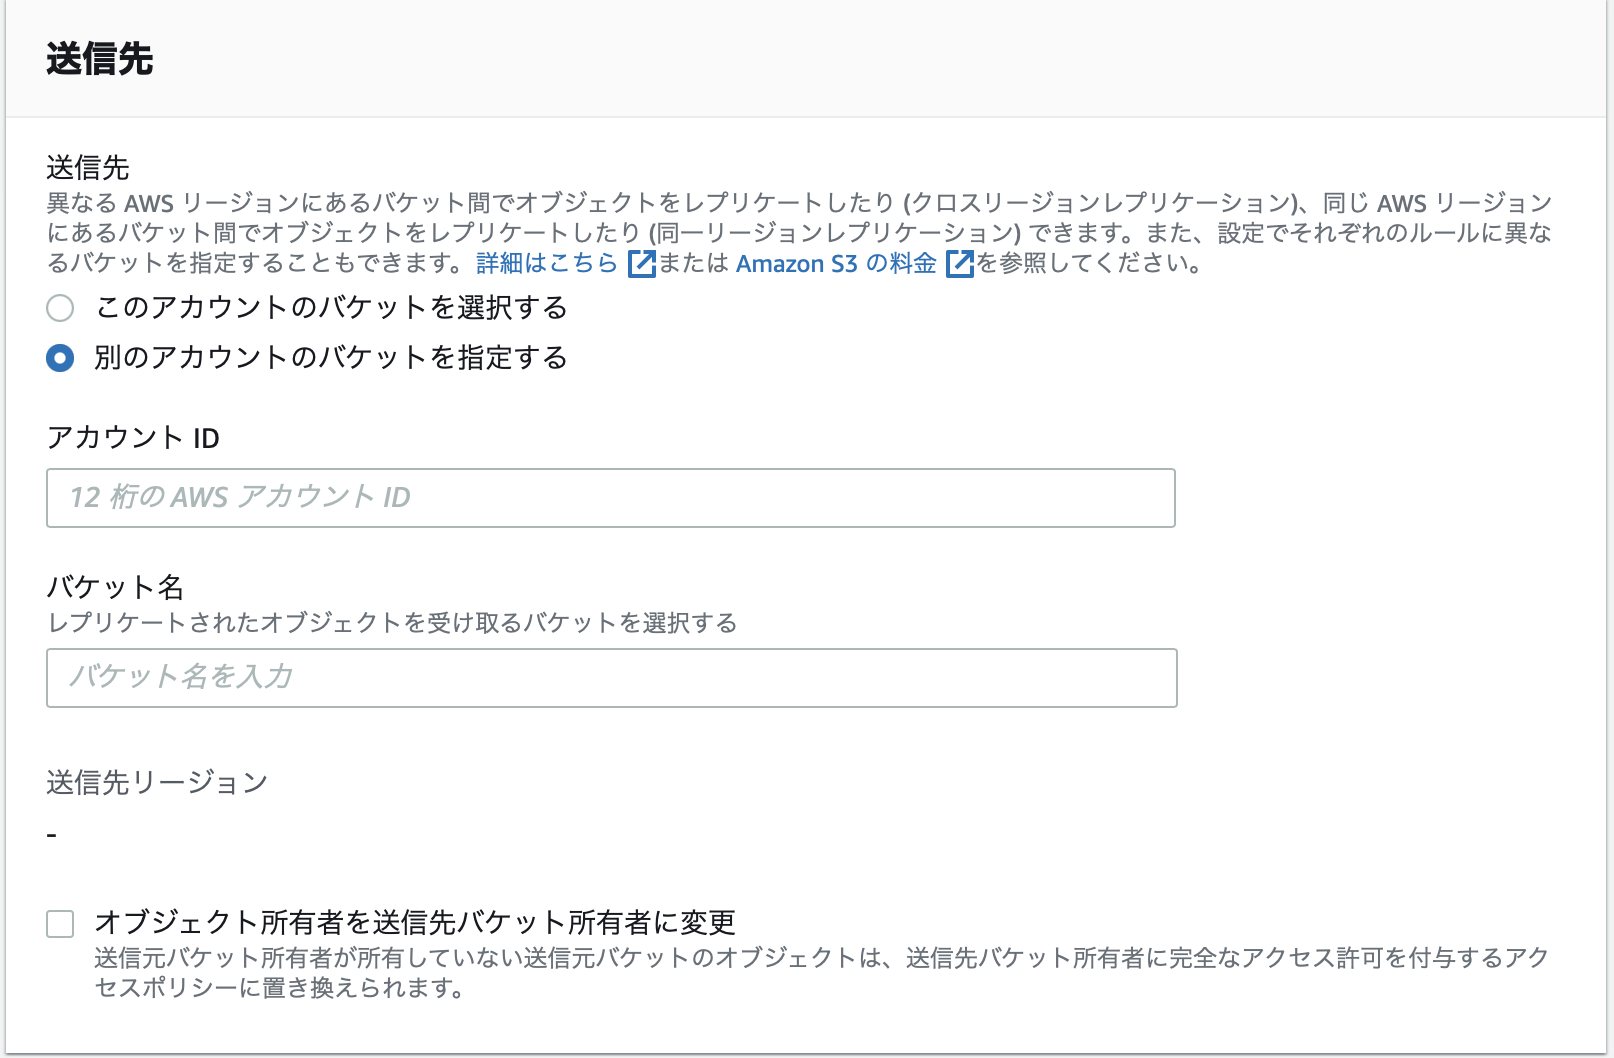 送信先
送信先
異なる AWS リージョンにあるバケット間でオブジェクトをレプリケートしたり (クロスリージョンレプリケーション)、同じ AWS リージョン
にあるバケット間でオブジェクトをレプリケートしたり (同一リージョンレプリケーション) できます。また、設定でそれぞれのルールに異な
るバケットを指定することもできます。詳細はこちら または Amazon S3 の料金 を参照してください。
このアカウントのバケットを選択する
別のアカウントのバケットを指定する
アカウント ID
12 桁の AWS アカウント ID
バケット名
レプリケートされたオブジェクトを受け取るバケットを選択する
バケット名を入力
送信先リージョン
-
オブジェクト所有者を送信先バケット所有者に変更
送信元バケット所有者が所有していない送信元バケットのオブジェクトは、送信先バケット所有者に完全なアクセス許可を付与するアク
セスポリシーに置き換えられます。